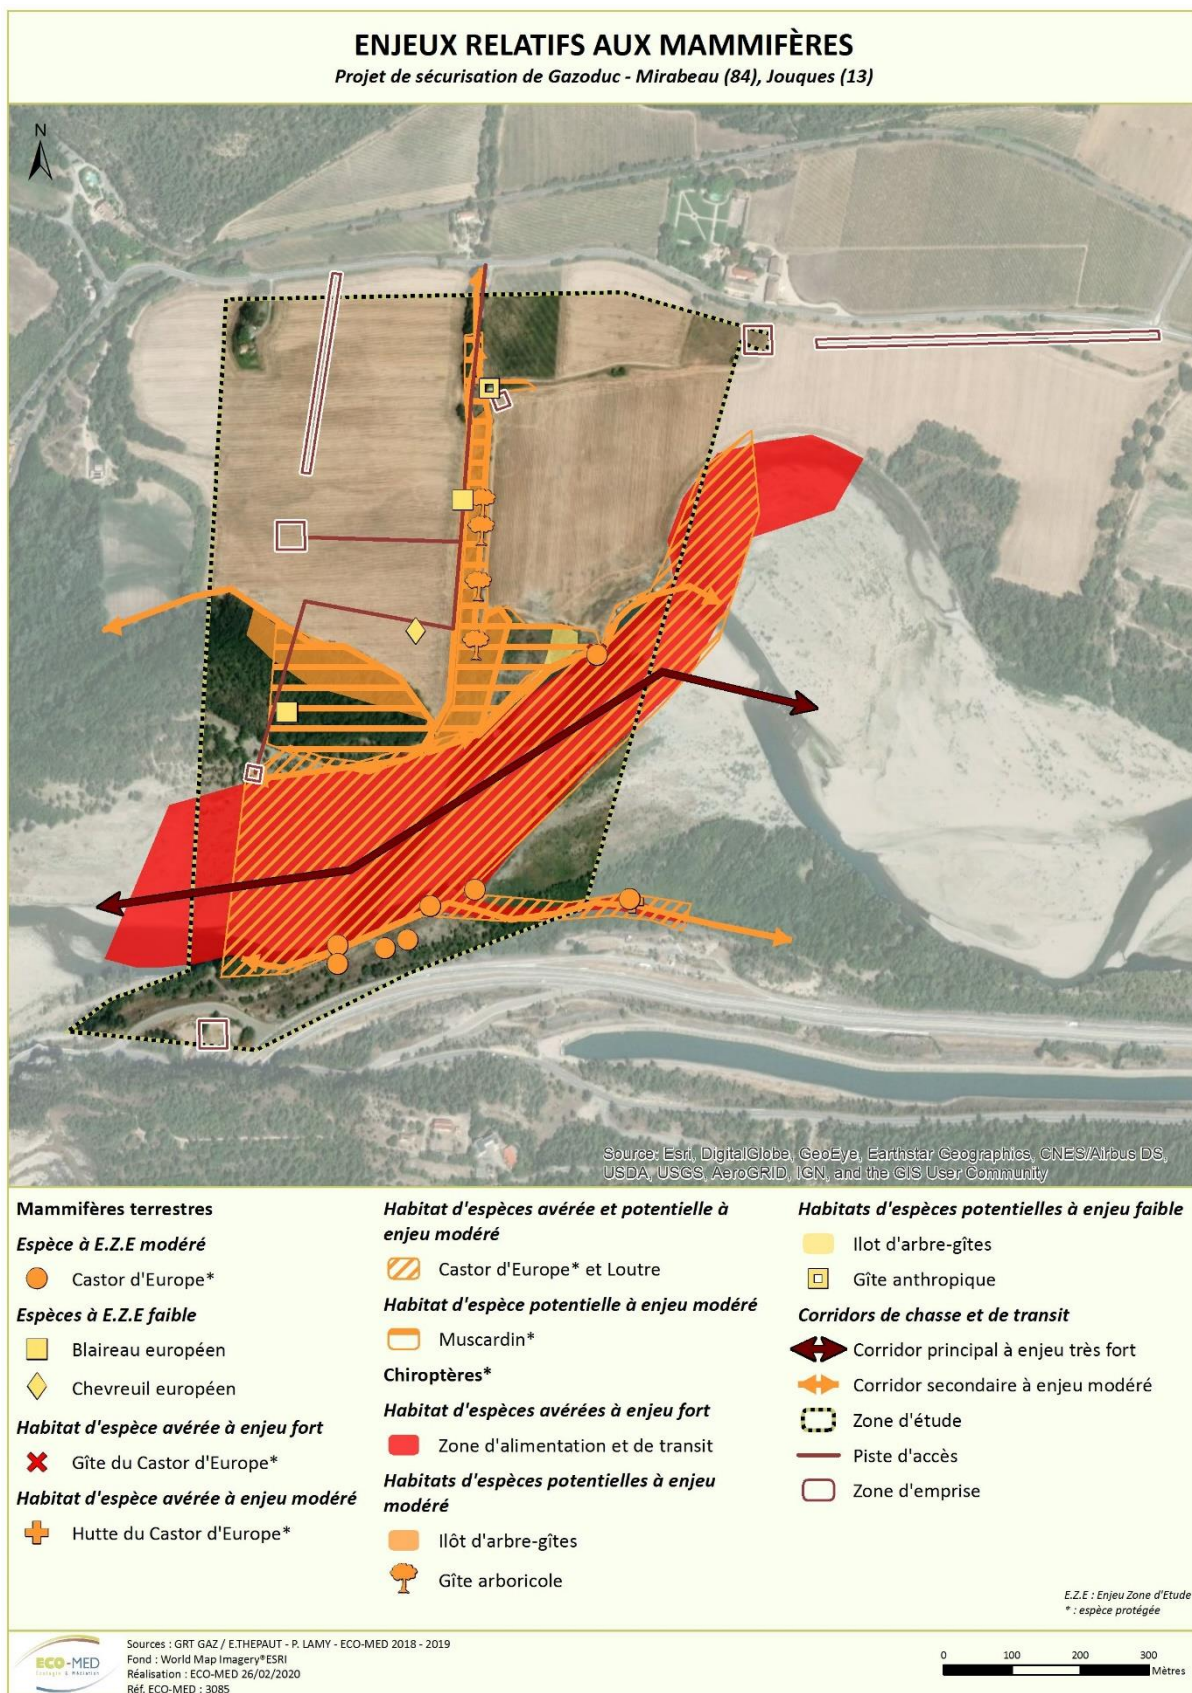 ENJEUX RELATIFS AUX MAMMIFÈRES
Projet de sécurisation de Gazoduc - Mirabeau (84), Jouques (13)
N
Source: Esri, DigitalGlobe, GeoEye, Earthstar Geographics, CNES/Airbus DS,
USDA, USGS, AeroGRID, IGN, and the GIS User Community
Mammifères terrestres
Espèce à E.Z.E modéré
Castor d'Europe*
Espèces à E.Z.E faible
Blaireau européen
Chevreuil européen
Habitat d'espèce avérée à enjeu fort
Gîte du Castor d'Europe*
Habitat d'espèce avérée à enjeu modéré
Hutte du Castor d'Europe*
Habitat d'espèces avérée et potentielle à
enjeu modéré
Castor d'Europe* et Loutre
Habitat d'espèce potentielle à enjeu modéré
Muscardin*
Chiroptères*
Habitat d'espèces avérées à enjeu fort
Zone d'alimentation et de transit
Habitats d'espèces potentielles à enjeu
modéré
Ilôt d'arbre-gîtes
Gîte arboricole
Habitats d'espèces potentielles à enjeu faible
Ilot d'arbre-gîtes
Gîte anthropique
Corridors de chasse et de transit
Corridor principal à enjeu très fort
Corridor secondaire à enjeu modéré
Zone d'étude
Piste d'accès
Zone d'emprise
E.Z.E : Enjeu Zone d'Etude
* : espèce protégée
ECO-MED
Ecologie & Médiation
Sources : GRT GAZ / E.THEPAUT - P. LAMY - ECO-MED 2018 - 2019
Fond : World Map Imagery®ESRI
Réalisation : ECO-MED 26/02/2020
Réf. ECO-MED : 3085
0 100 200 300
Mètres